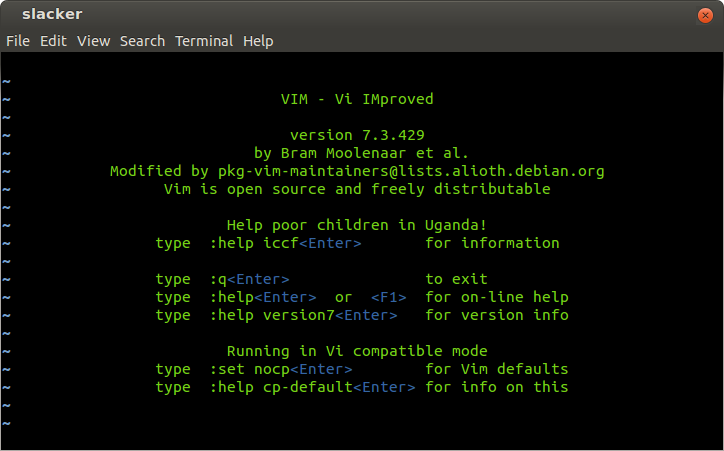 slacker
File Edit View Search Terminal Help
~
~ VIM - Vi IMproved
~
~ version 7.3.429
~ by Bram Moolenaar et al.
~ Modified by pkg-vim-maintainers@lists.alioth.debian.org
~ Vim is open source and freely distributable
~
~ Help poor children in Uganda!
~ type :help iccf<Enter> for information
~
~ type :q<Enter> to exit
~ type :help<Enter> or <F1> for on-line help
~ type :help version7<Enter> for version info
~
~ Running in Vi compatible mode
~ type :set nocp<Enter> for Vim defaults
~ type :help cp-default<Enter> for info on this
~
~